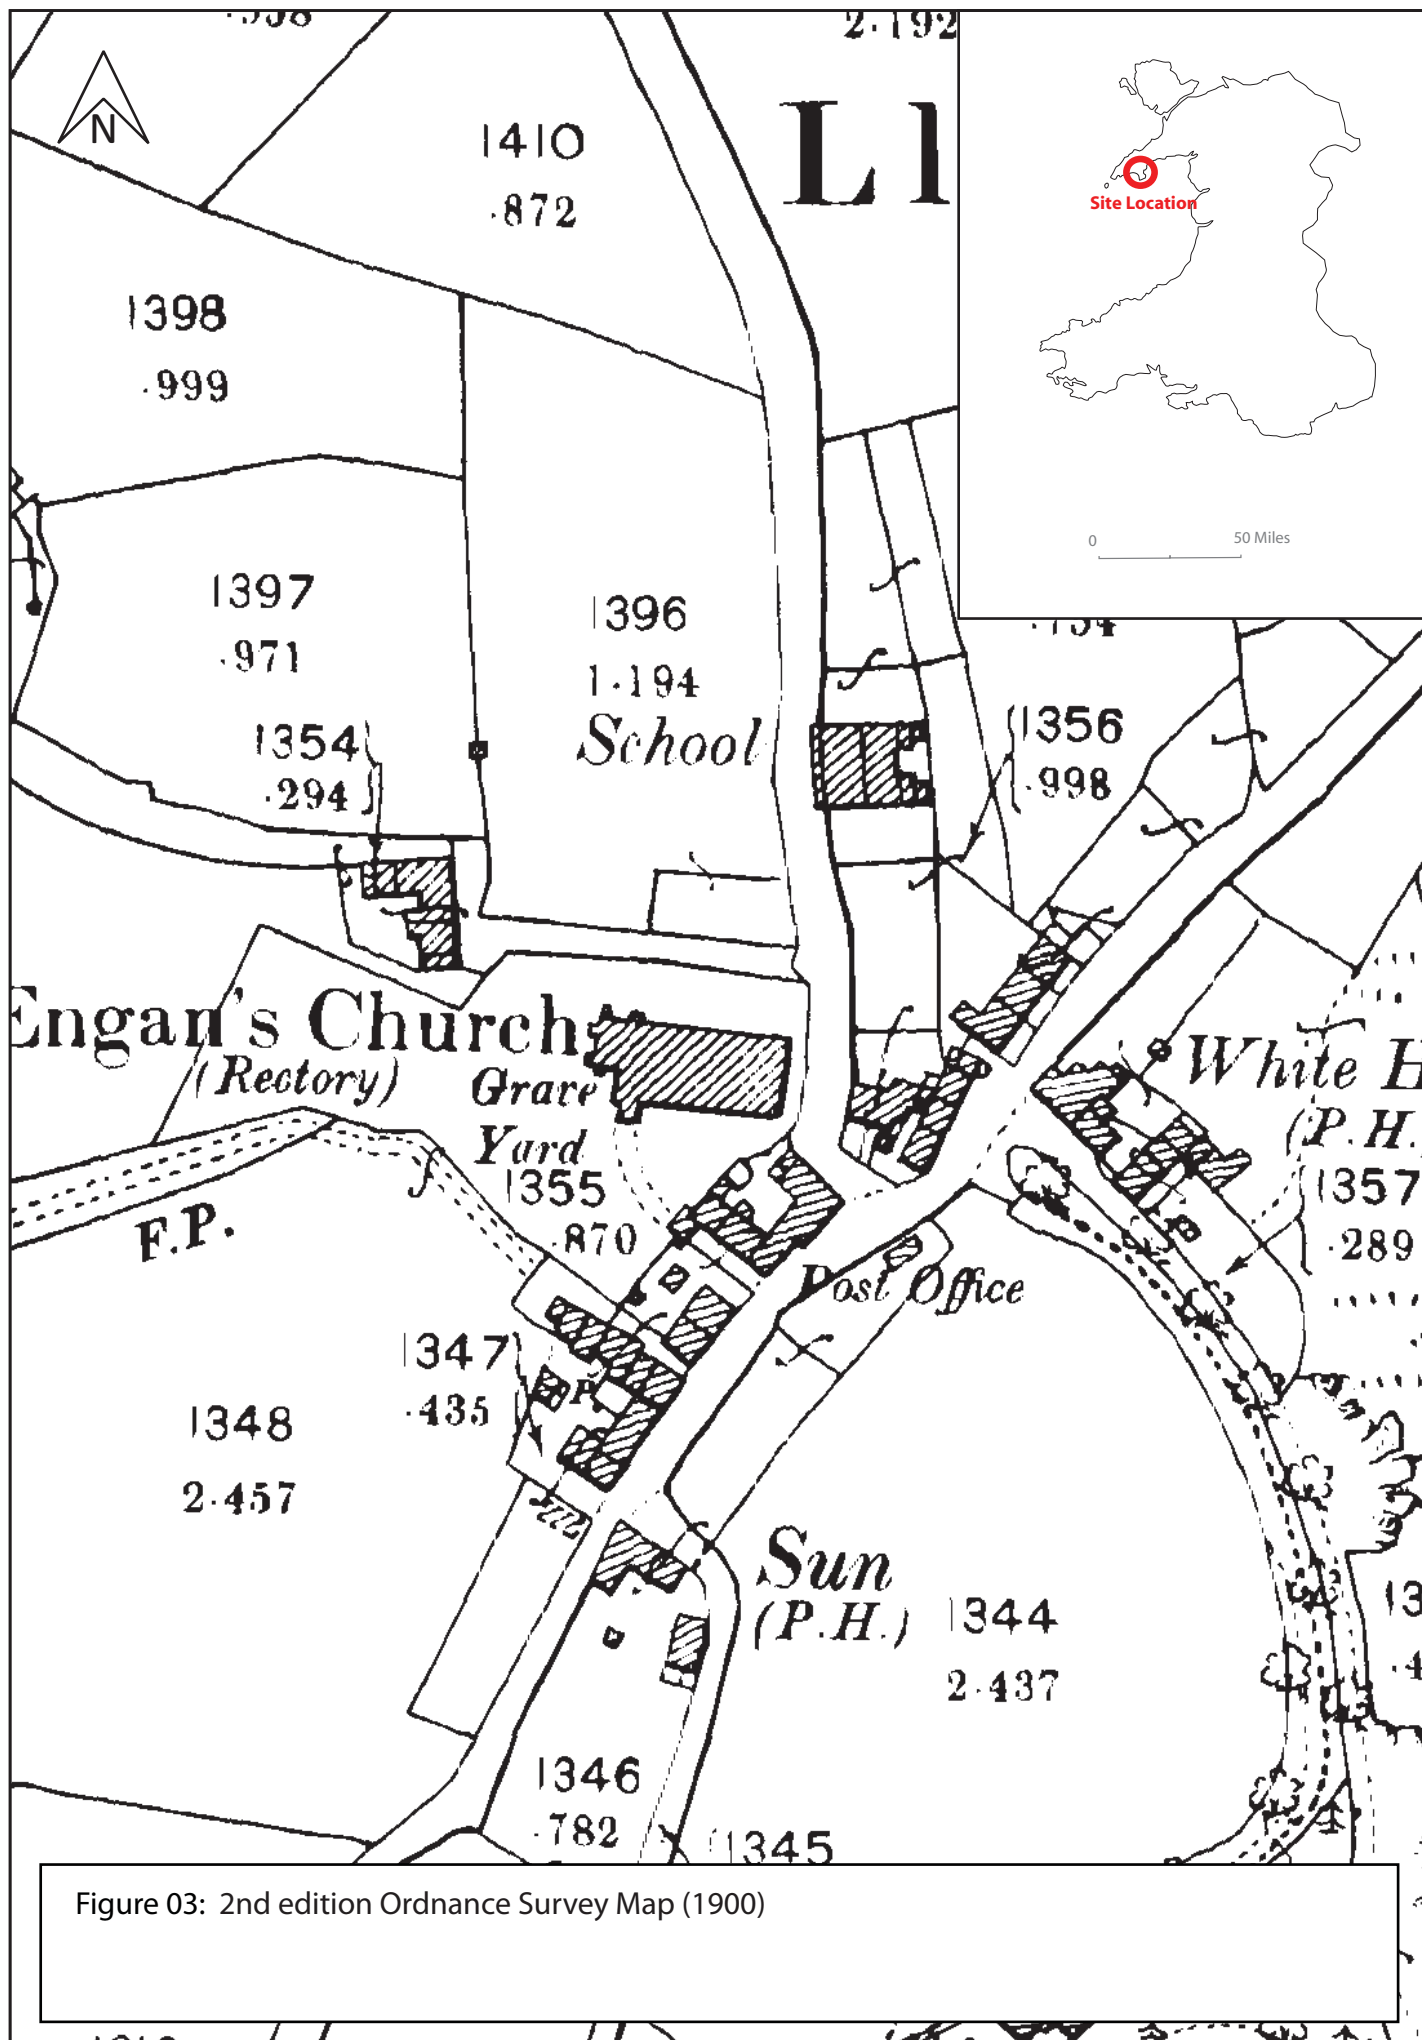 2.192
N
1410
.872
Ll
Site Location
1398
.999
0
50 Miles
1397
.971
1396
1.194
School
1354
.294
1356
.998
Engan's Church
(Rectory)
Grave
Yard
White H
(P.H.
1355
.870
1357
.289
F.P.
Post Office
1347
.435
P
1348
2.457
Sun
(P.H.)
1344
2.437
1346
.782
1345
Figure 03: 2nd edition Ordnance Survey Map (1900)